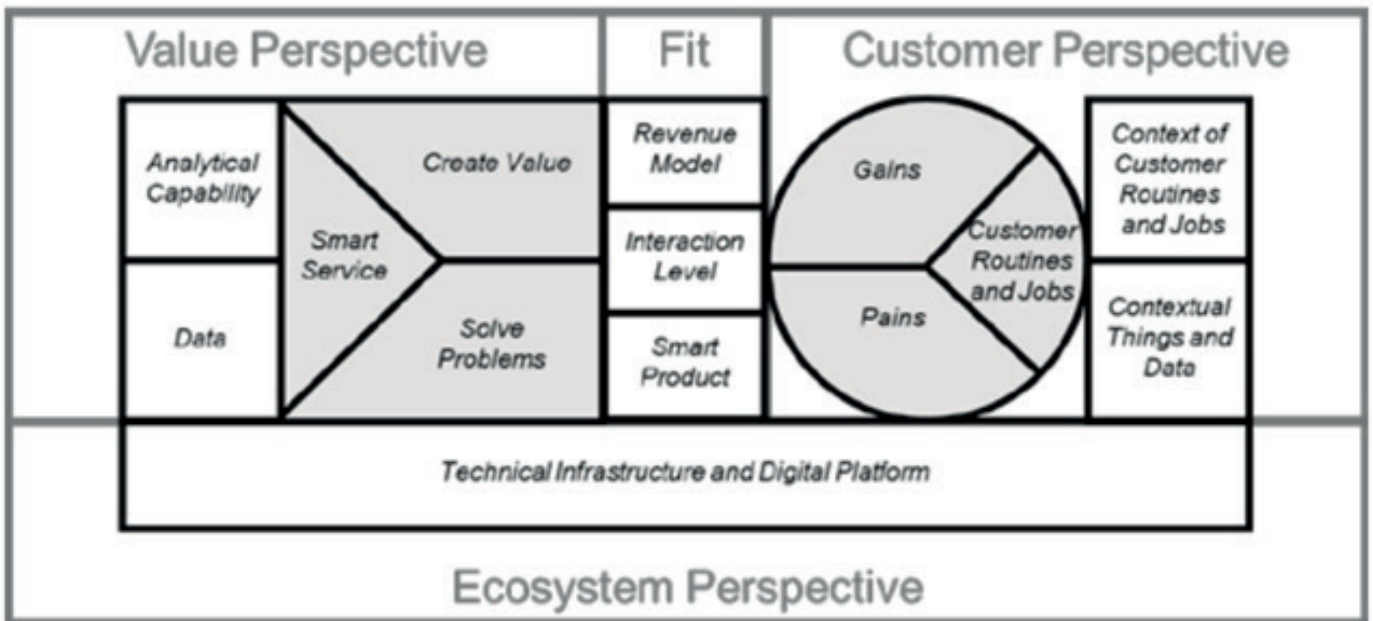 Value Perspective
Fit
Customer Perspective
Analytical
Capability
Data
Smart
Service
Create Value
Solve
Problems
Revenue
Model
Interaction
Level
Smart
Product
Gains
Pains
Customer
Routines
and Jobs
Context of
Customer
Routines
and Jobs
Contextual
Things and
Data
Technical Infrastructure and Digital Platform
Ecosystem Perspective